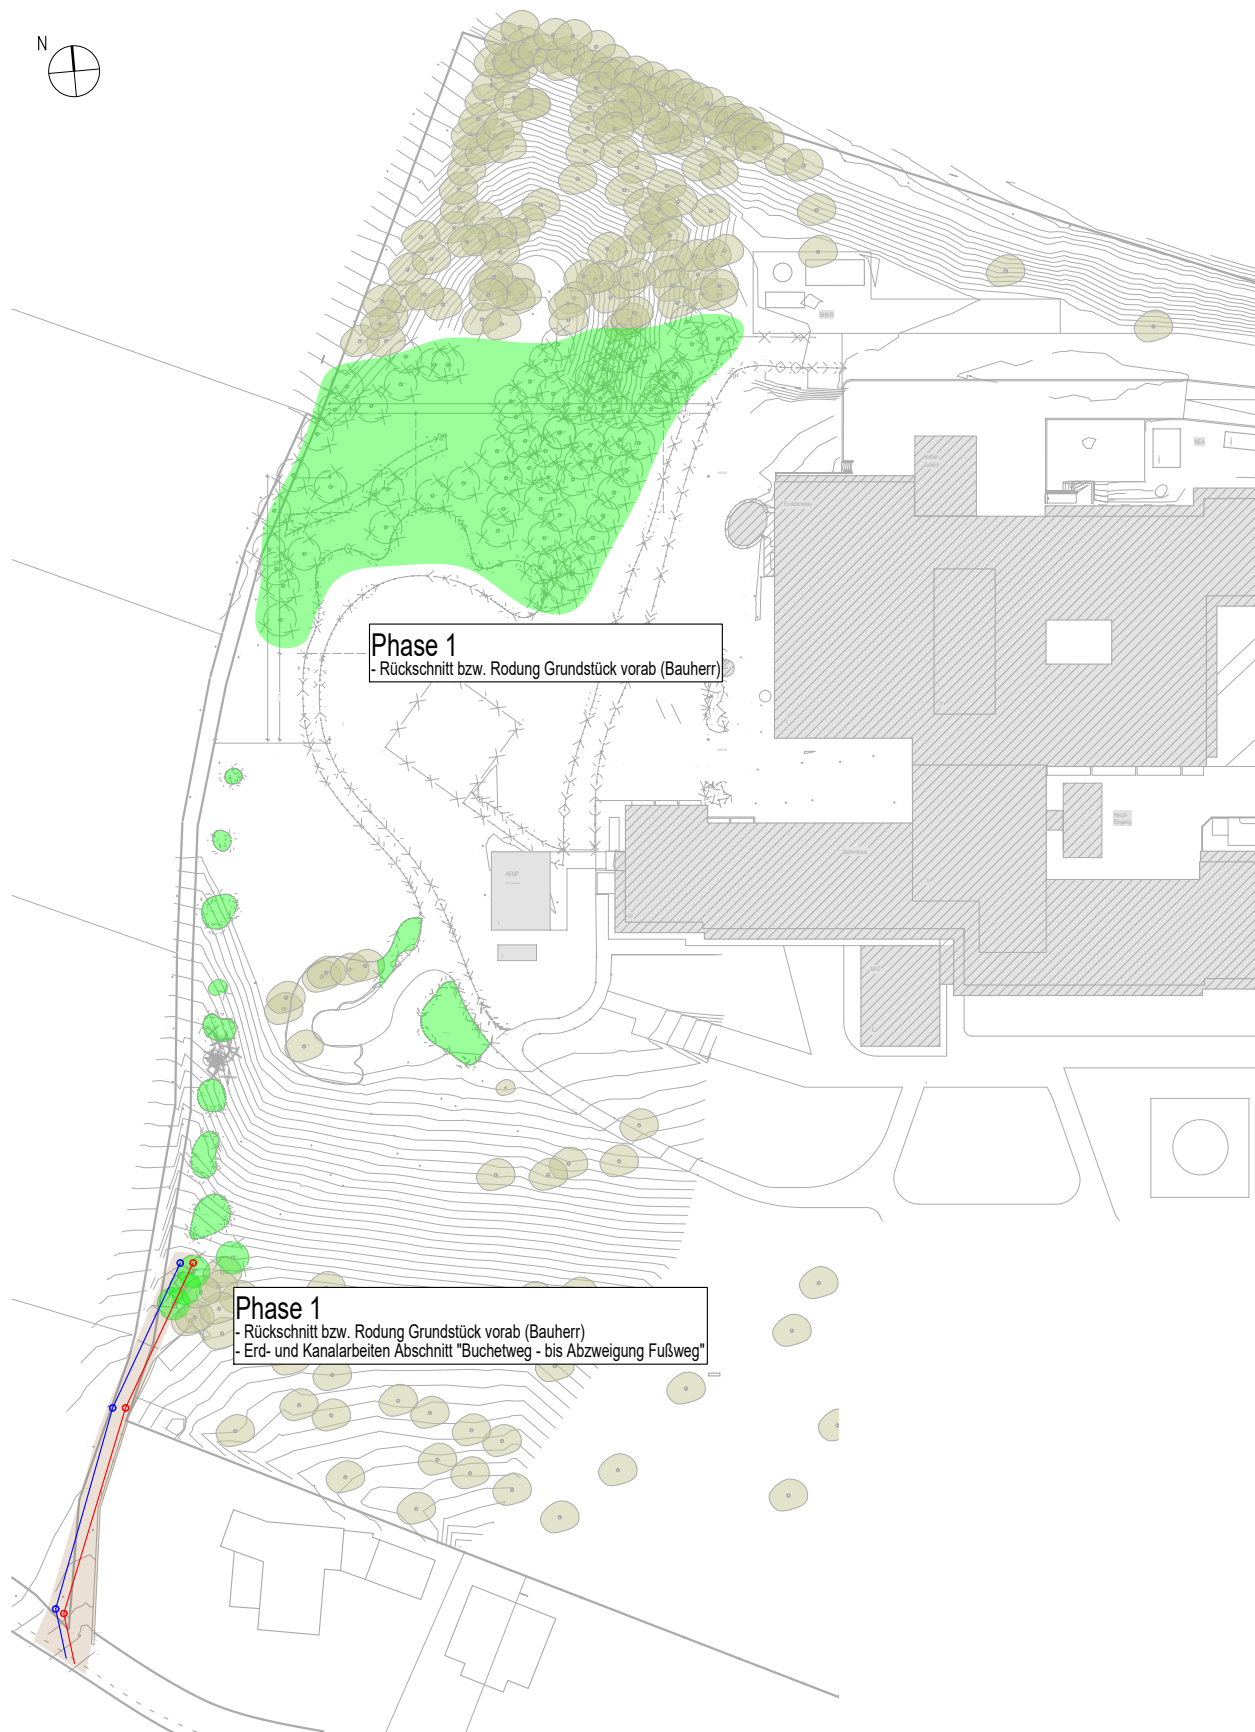 N
Phase 1
- Rückschnitt bzw. Rodung Grundstück vorab (Bauherr)
Phase 1
- Rückschnitt bzw. Rodung Grundstück vorab (Bauherr)
- Erd- und Kanalarbeiten Abschnitt "Buchetweg - bis Abzweigung Fußweg"